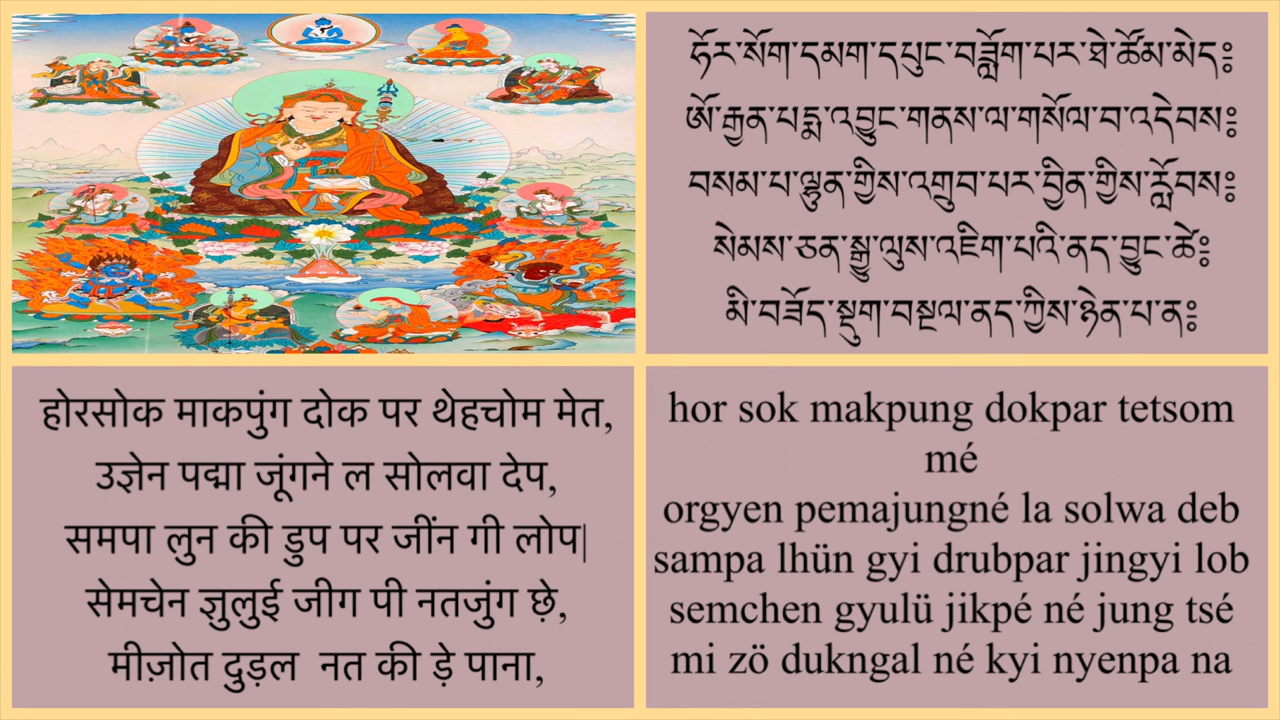 ཧོར་སོག་དམག་དཔུང་བཟློག་པར་ཐེ་ཚོམ་མེད༔
ཨོ་རྒྱན་པདྨ་འབྱུང་གནས་ལ་གསོལ་བ་འདེབས༔
བསམ་པ་ལྷུན་གྱིས་འགྲུབ་པར་བྱིན་གྱིས་རློབས༔
སེམས་ཅན་སྒྱུ་ལུས་འཇིག་པའི་ནད་བྱུང་ཚེ༔
མི་བཟོད་སྡུག་བསྔལ་ནད་ཀྱིས་ཉེན་པ་ན༔
होरसोक माकपुंग दोक पर थेहचोम मेत,
उज्ञेन पद्मा जूंगने ल सोलवा देप,
समपा लुन की डुप पर जींन गी लोप|
सेमचेन ज्ञुलुई जीग पी नतजुंग छे़,
मीज़ोत दुड़ल  नत की ड़े पाना,
hor sok makpung dokpar tetsom
mé
orgyen pemajungné la solwa deb
sampa lhün gyi drubpar jingyi lob
semchen gyulü jikpé né jung tsé
mi zö dukngal né kyi nyenpa na